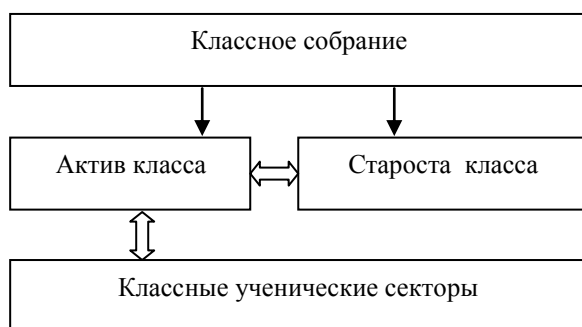 Классное собрание
Актив класса
Староста класса
Классные ученические секторы